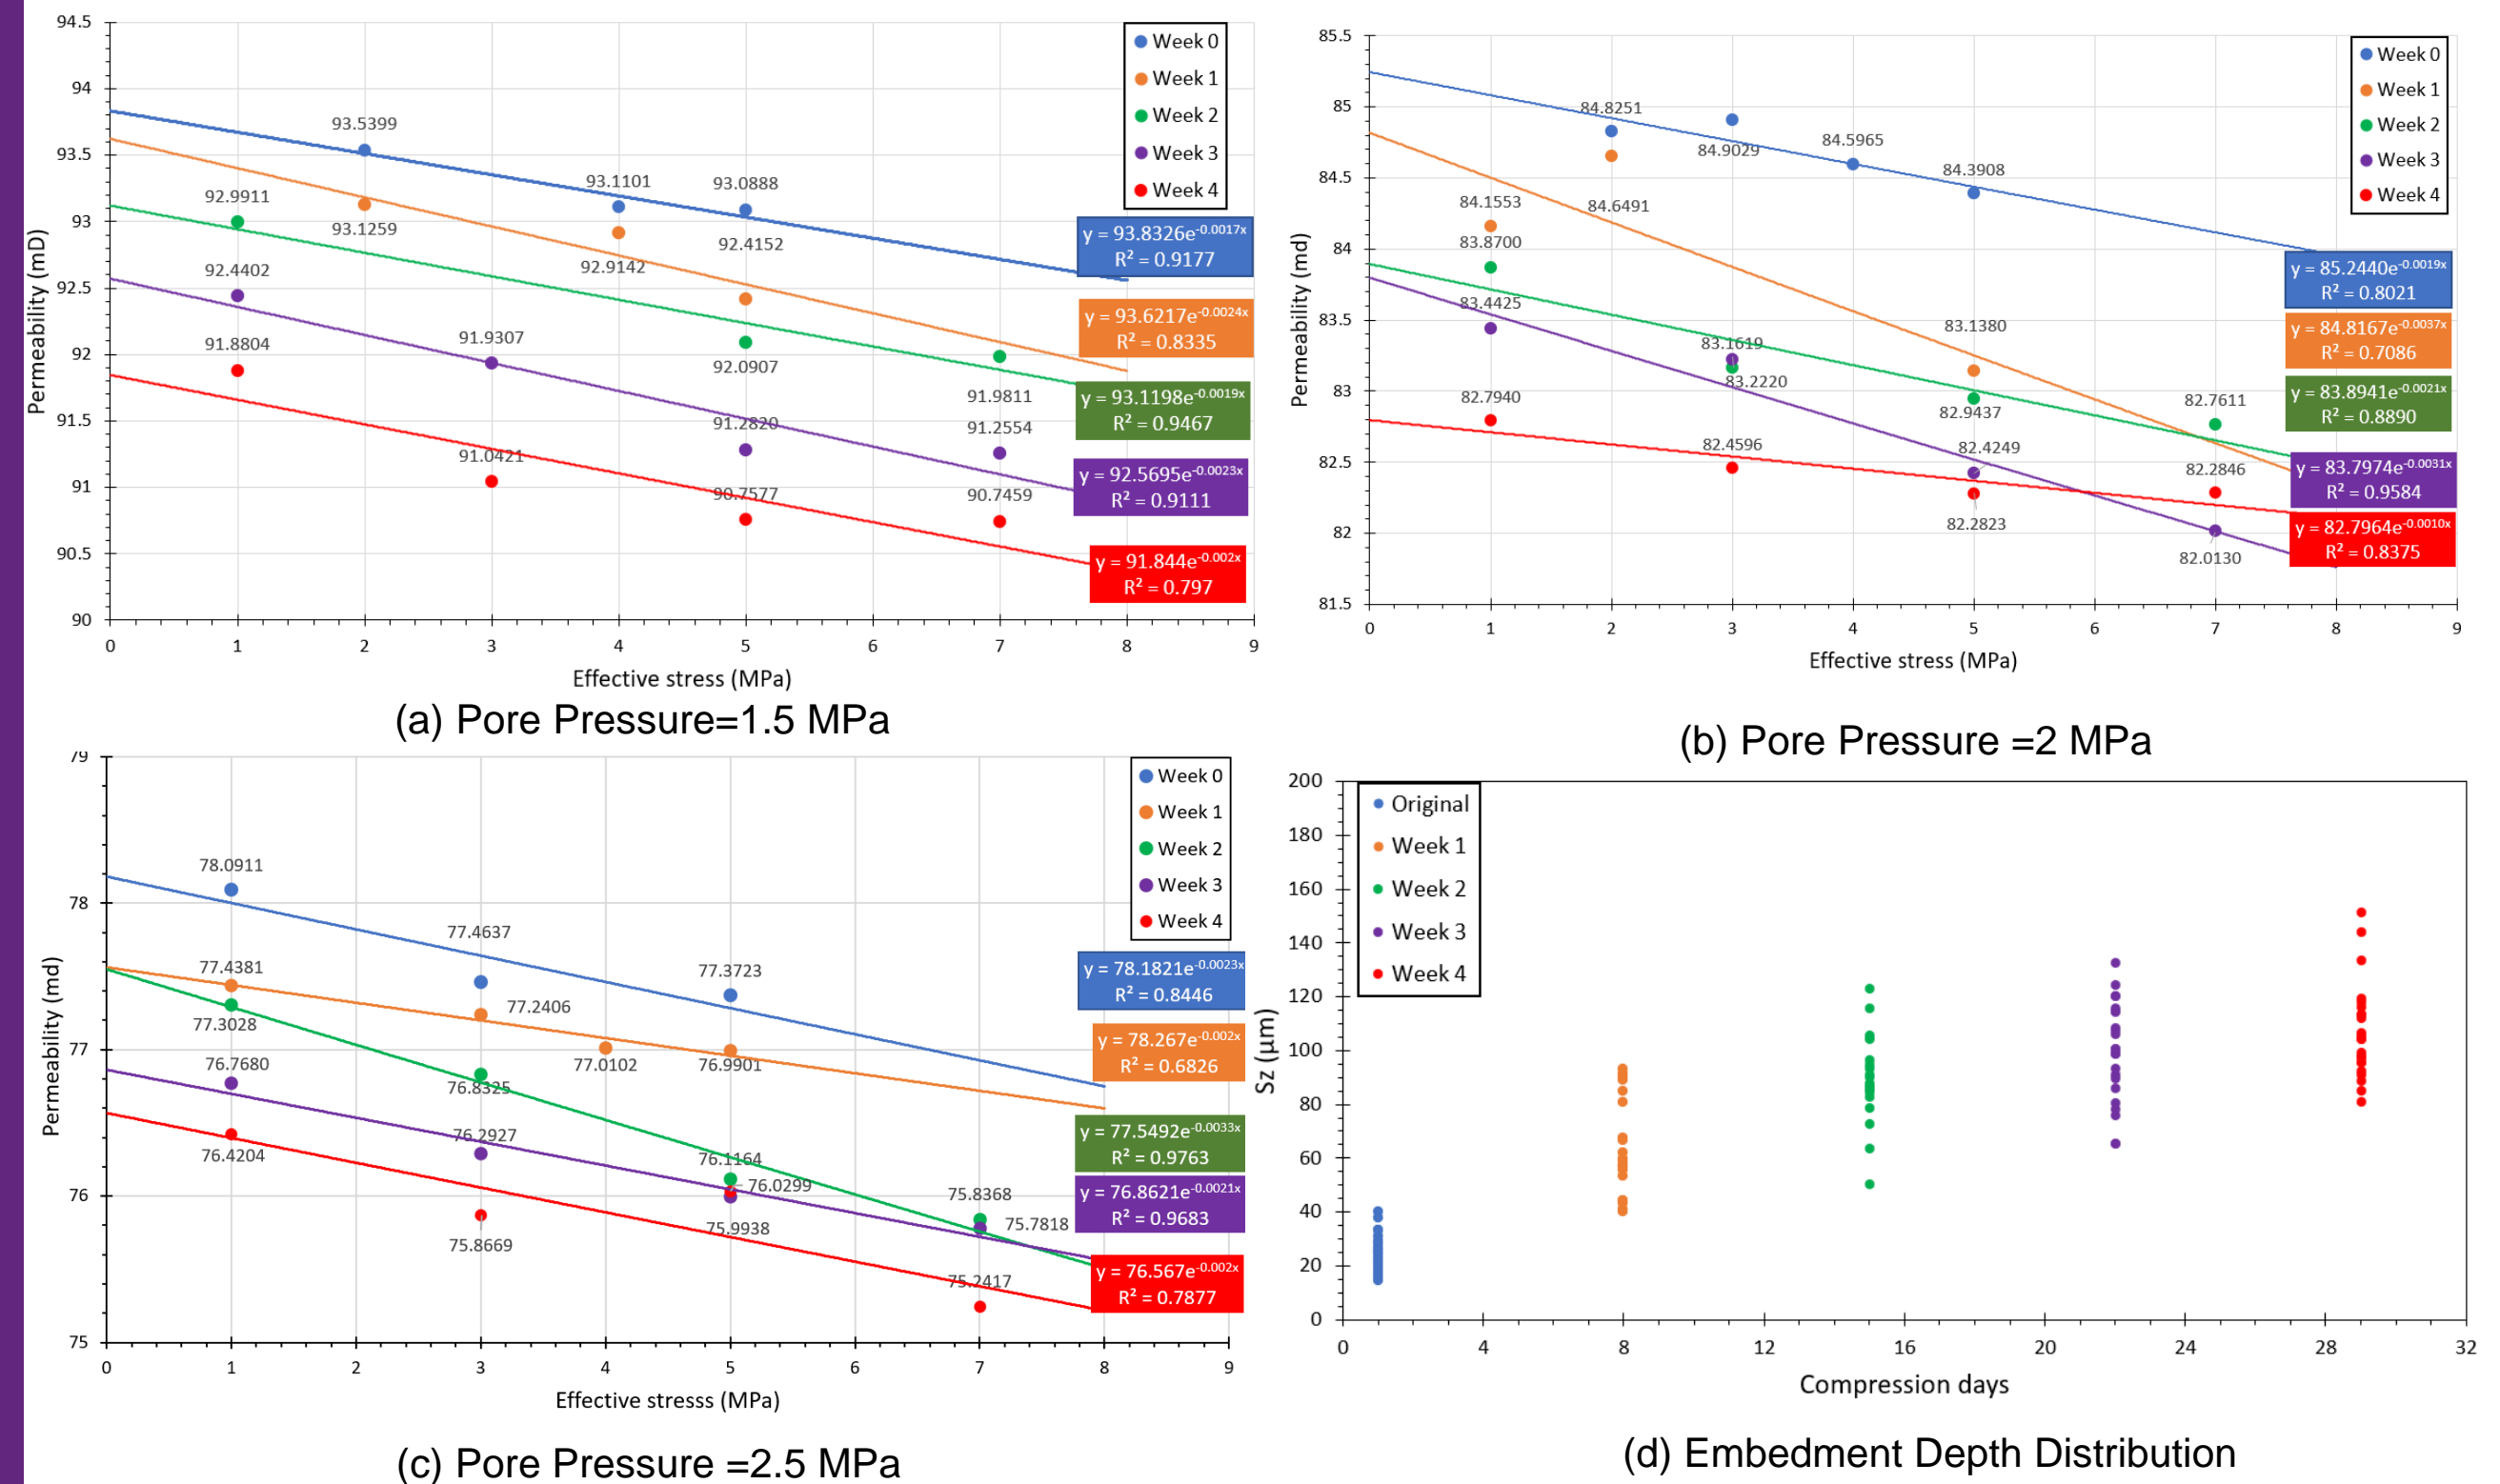 94.5
94
93.5
93
92.5
92
91.5
91
90.5
90
0 1 2 3 4 5 6 7 8 9
Permeability (mD)
Effective stress (MPa)
Week 0
Week 1
Week 2
Week 3
Week 4
93.5399
93.1101
93.0888
92.9911
93.1259
92.4152
92.9142
92.4402
91.9307
91.8804
92.0907
91.9811
91.2820
91.2554
91.0421
90.7577
90.7459
y = 93.8326e^-0.0017x
R² = 0.9177
y = 93.6217e^-0.0024x
R² = 0.8335
y = 93.1198e^-0.0019x
R² = 0.9467
y = 92.5695e^-0.0023x
R² = 0.9111
y = 91.844e^-0.002x
R² = 0.797
(a) Pore Pressure=1.5 MPa
85.5
85
84.5
84
83.5
83
82.5
82
81.5
0 1 2 3 4 5 6 7 8 9
Permeability (md)
Effective stress (MPa)
Week 0
Week 1
Week 2
Week 3
Week 4
84.8251
84.9029
84.5965
84.3908
84.1553
84.6491
83.8700
83.4425
83.1619
83.1380
83.2220
82.7940
82.9437
82.7611
82.4596
82.4249
82.2846
82.2823
82.0130
y = 85.2440e^-0.0019x
R² = 0.8021
y = 84.8167e^-0.0037x
R² = 0.7086
y = 83.8941e^-0.0021x
R² = 0.8890
y = 83.7974e^-0.0031x
R² = 0.9584
y = 82.7964e^-0.0010x
R² = 0.8375
(b) Pore Pressure =2 MPa
79
78
77
76
75
0 1 2 3 4 5 6 7 8 9
Permeability (md)
Effective stresss (MPa)
Week 0
Week 1
Week 2
Week 3
Week 4
78.0911
77.4637
77.3723
77.4381
77.2406
77.3028
77.0102
76.9901
76.7680
76.8325
76.2927
76.4204
76.1164
76.0299
75.9938
75.8368
75.7818
75.8669
75.2417
y = 78.1821e^-0.0023x
R² = 0.8446
y = 78.267e^-0.002x
R² = 0.6826
y = 77.5492e^-0.0033x
R² = 0.9763
y = 76.8621e^-0.0021x
R² = 0.9683
y = 76.567e^-0.002x
R² = 0.7877
(c) Pore Pressure =2.5 MPa
200
180
160
140
120
100
80
60
40
20
0
0 4 8 12 16 20 24 28 32
Sz (µm)
Compression days
Original
Week 1
Week 2
Week 3
Week 4
(d) Embedment Depth Distribution